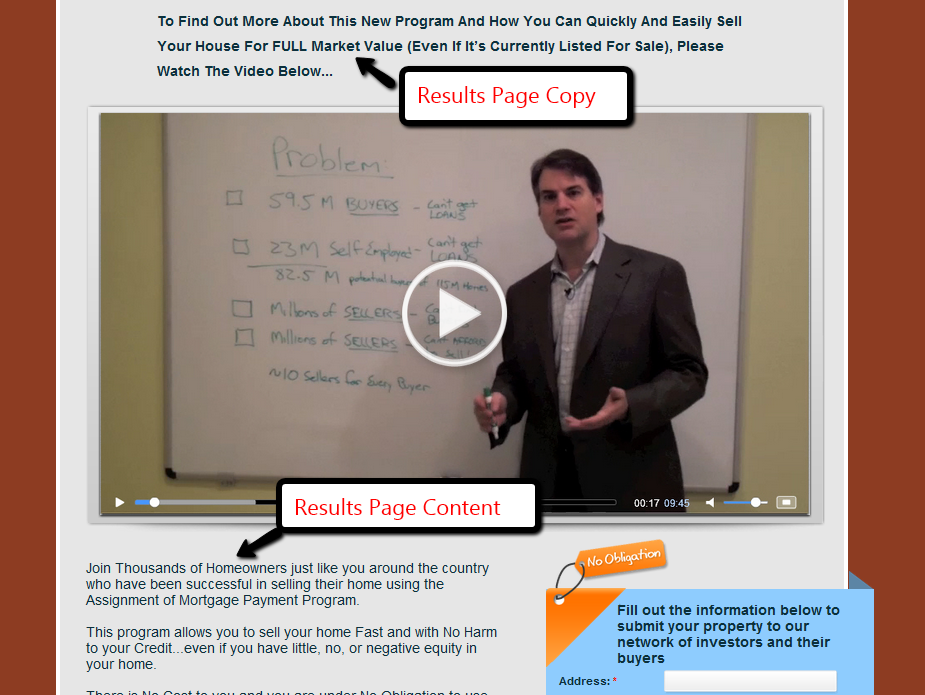 To Find Out More About This New Program And How You Can Quickly And Easily Sell
Your House For FULL Market Value (Even If It's Currently Listed For Sale), Please
Watch The Video Below...
Results Page Copy
Problem:
59.5 M BUYERS - Can't get
LOANS
23M Self-Employed - Can't get
LOANS
82.5 M potential 115M Homes
Millions of SELLERS -
Millions of SELLERS - Can't AFFORD
to Sell!
~10 Sellers for Every Buyer
00:17 09:45
Results Page Content
No Obligation
Join Thousands of Homeowners just like you around the country
who have been successful in selling their home using the
Assignment of Mortgage Payment Program.
This program allows you to sell your home Fast and with No Harm
to your Credit...even if you have little, no, or negative equity in
your home.
There is No Cost to you and you are under No Obligation to use
Fill out the information below to
submit your property to our
network of investors and their
buyers
Address: *